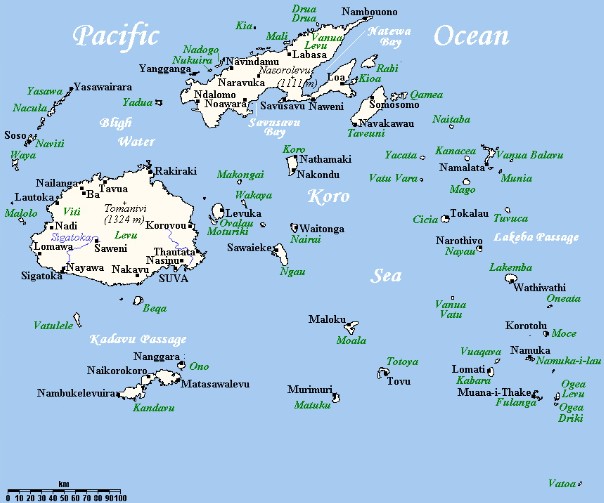 Pacific
Ocean
Drua
Drua
Nambonono
Kia
Mali
Vanua
Levu
Natewa
Bay
Labasa
Nadogo
Nukuira
Navindamu
Yangganga
Nasorolevu
(1111 m)
Rabi
Loa
Kioa
Naravuka
Yasawa
Yasawairara
Ndalomo
Noawara
Savusavu
Naweni
Somosomo
Qamea
Nacula
Yadua
Savusavu
Bay
Navakawau
Taveuni
Naitaba
Bligh
Water
Soso
Naviti
Waya
Koro
Nathamaki
Nakondu
Yacata
Kanacea
Namalata
Vanua Balavu
Vatu Vara
Munia
Mago
Rakiraki
Nailanga
Tavua
Ba
Makongai
Koro
Sea
Lautoka
Tomanivi
(1324 m)
Wakaya
Malolo
Viti
Levu
Levuka
Ovalau
Moturiki
Cicia
Tokalau
Tuvuca
Nadi
Korovou
Waitonga
Nairai
Sigatoka
Saweni
Lomawa
Thautata
Sawaieke
Narothivo
Nayau
Lakeba Passage
Nasinu
Nayawa
Nakavu
SUVA
Sigatoka
Ngau
Lakemba
Wathiwathi
Beqa
Vanua
Vatu
Oneata
Vatulele
Maloku
Moala
Korotolu
Moce
Kadavu Passage
Nanggara
Ono
Naikorokoro
Matasawalevu
Totoya
Tovu
Vuaqava
Namuka
Namuka-i-lau
Lomati
Kabara
Nambukelevuira
Kandavu
Murimuri
Matuku
Muana-i-Thake
Fulanga
Ogea
Levu
Ogea
Driki
Vatoa
km
0 10 20 30 40 50 60 70 80 90 100